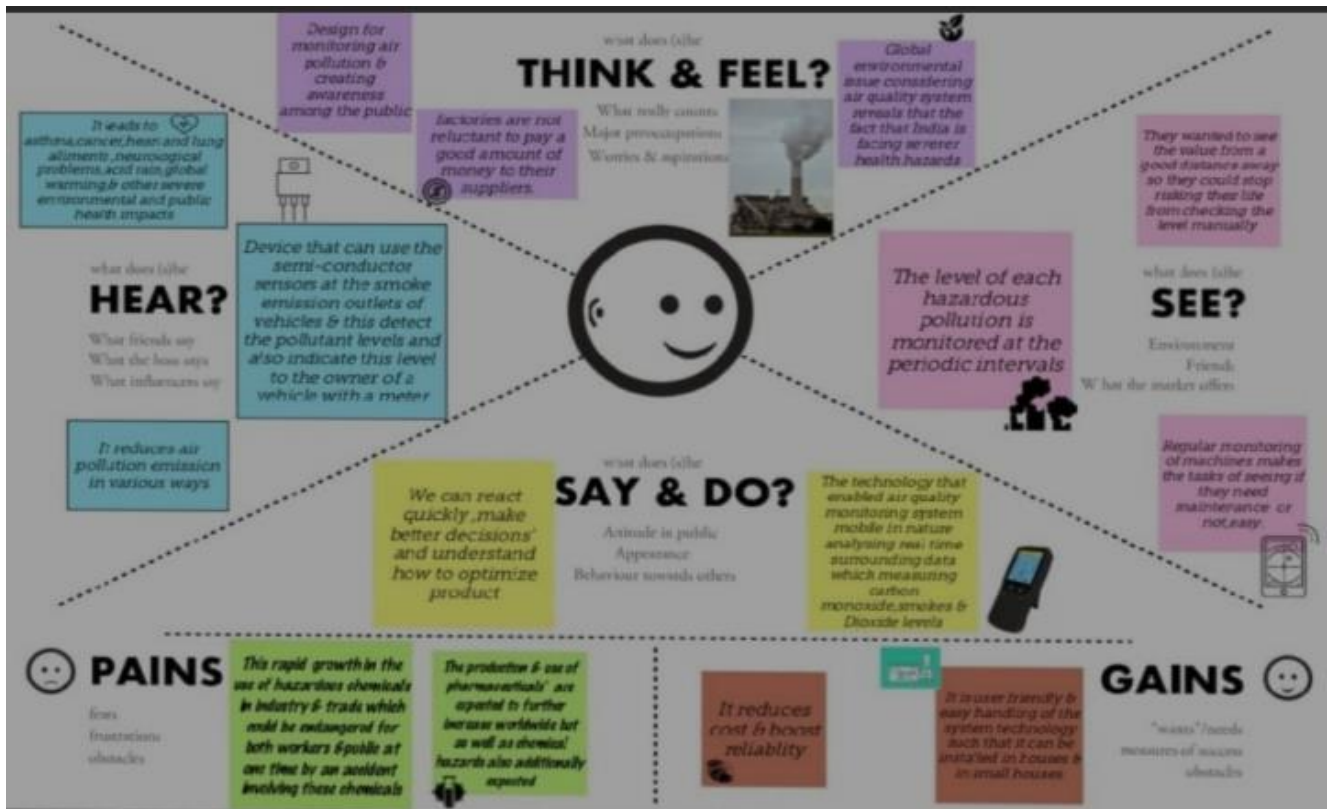 Design for
monitoring air
pollution &
creating
awareness
among the public
what does (s)he
THINK & FEEL?
What really counts
Major preoccupations
Worries & aspirations
factories are not
reluctant to pay a
good amount of
money to their
suppliers.
Global
environmental
issue considering
air quality system
reveals that the
fact that India is
facing
health hazards
It leads to
asthma,cancer,heart and lung
ailments ,neurological
problems,acid rain,global
warming,& other severe
environmental and public
health impacts
what does (s)he
HEAR?
What friends say
What the boss says
What influencers say
Device that can use the
semi-conductor
sensors at the smoke
emission outlets of
vehicles & this detect
the pollutant levels and
also indicate this level
to the owner of a
vehicle with a meter
It reduces air
pollution emission
in various ways
They wanted to see
the value from a
good distance away
so they could stop
risking their life
from checking the
level manually
The level of each
hazardous
pollution is
monitored at the
periodic intervals
what does (s)he
SEE?
Environment
Friends
W hat the market offers
Regular monitoring
of machines makes
the tasks of seeing if
they need
or
not,easy.
what does (s)he
SAY & DO?
Attitude in public
Appearance
Behaviour towards others
We can react
quickly ,make
better decisions'
and understand
how to optimize
product
The technology that
enabled air quality
monitoring system
mobile in nature
analysing real time
surrounding data
which measuring
carbon
monoxide,smokes &
Dioxide levels
PAINS
fears
frustrations
obstacles
This rapid growth in the
use of hazardous chemicals
in industry & trade which
could be endangered for
both workers &public at
one time by an accident
involving these chemicals
The production & use of
pharmaceuticals' are
expected to further
increase worldwide but
as well as chemical
hazards also additionally
expected
It reduces
cost & boost
reliablity
It is user friendly &
easy handling of the
system technology
such that it can be
installed in houses &
in small houses
GAINS
"wants"/needs
measures of success
obstacles